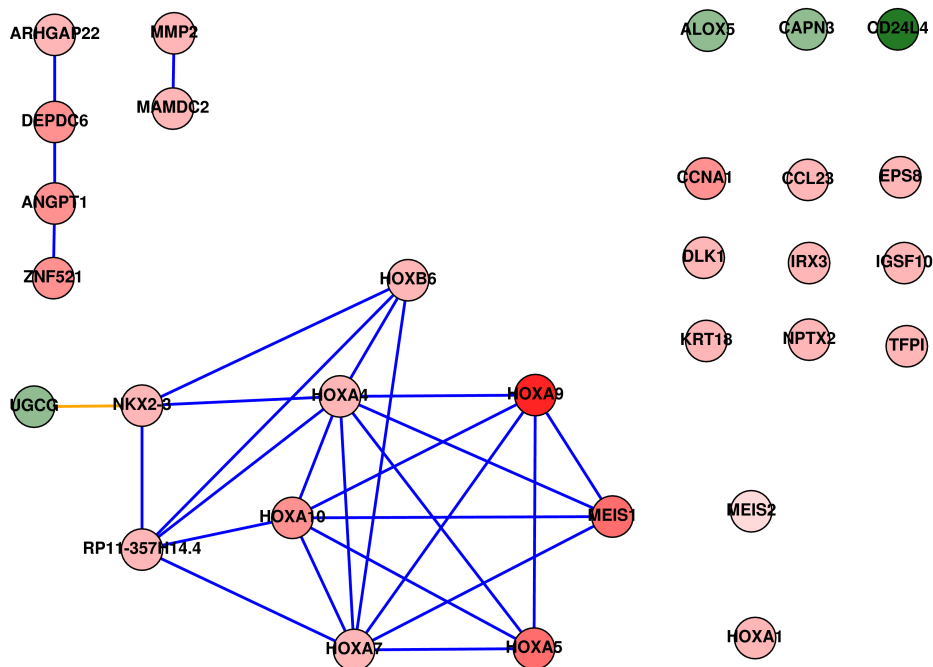 ARHGAP22
MMP2
ALOX5
CAPN3
CD24L4
MAMDC2
DEPDC6
CCNA1
CCL23
EPS8
ANGPT1
DLK1
IRX3
IGSF10
ZNF521
HOXB6
KRT18
NPTX2
TFPI
UGCG
NKX2-3
HOXA4
HOXA9
HOXA10
MEIS1
MEIS2
RP11-357H14.4
HOXA7
HOXA5
HOXA1